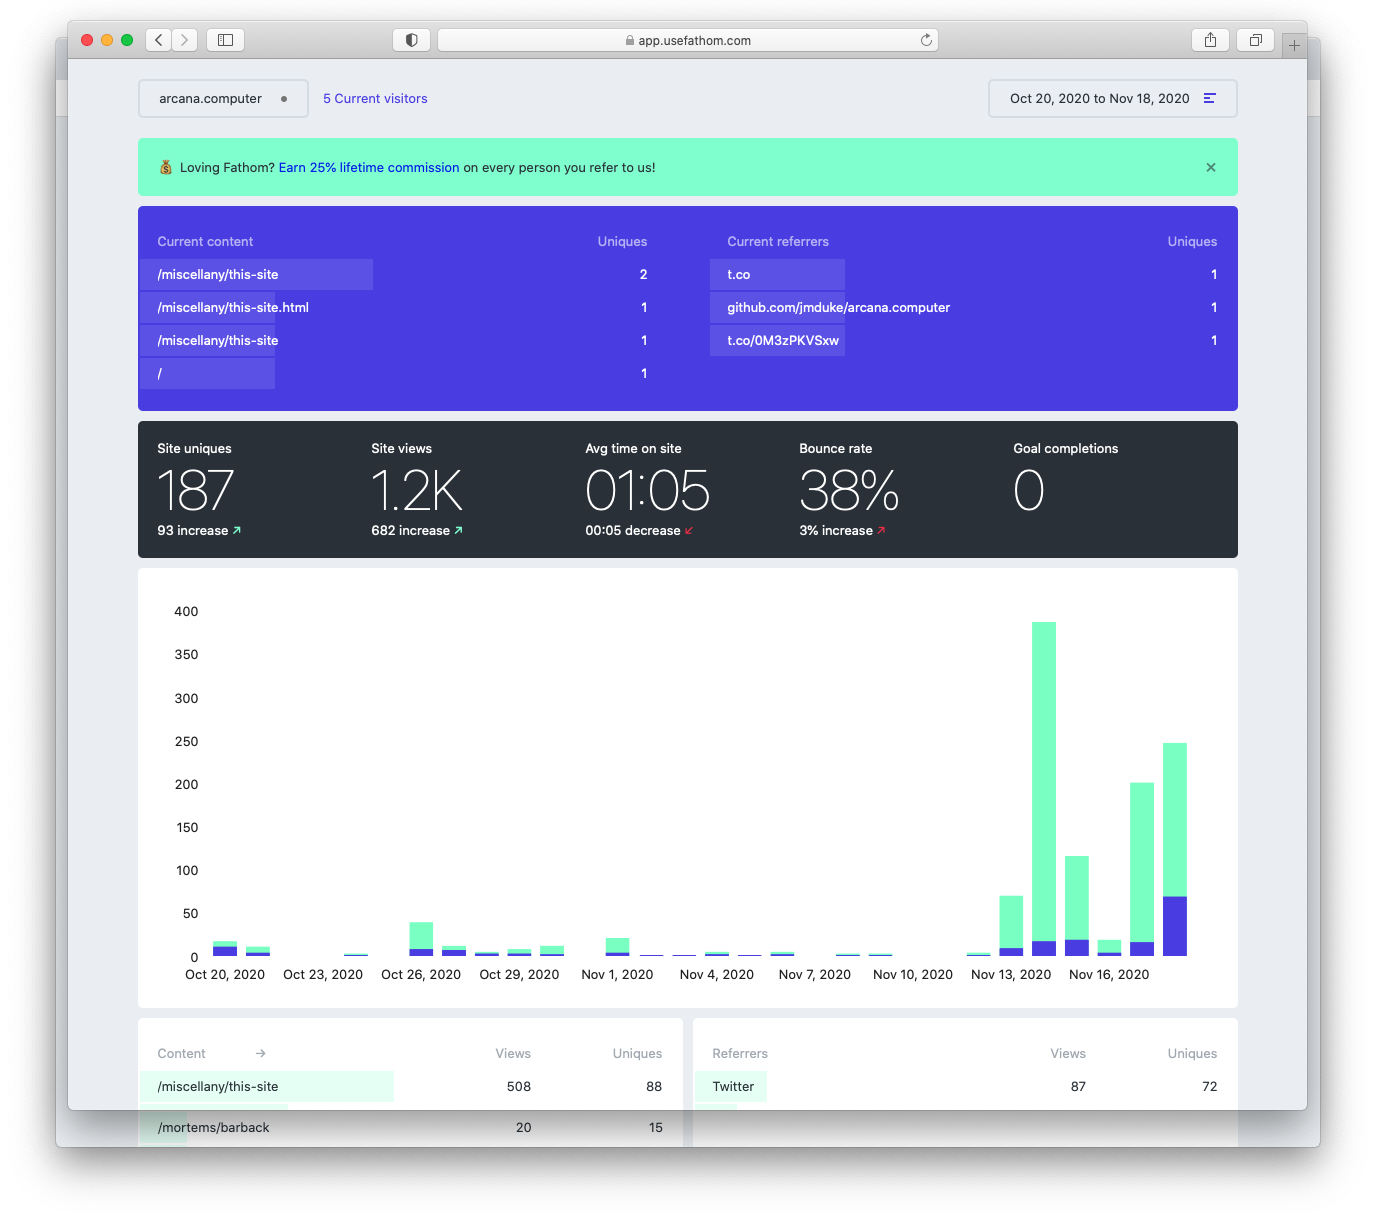 app.usefathom.com
arcana.computer
5 Current visitors
Oct 20, 2020 to Nov 18, 2020
Loving Fathom? Earn 25% lifetime commission on every person you refer to us!
Current content Uniques
/miscellany/this-site 2
/miscellany/this-site.html 1
/miscellany/this-site 1
/ 1
Current referrers Uniques
t.co 1
github.com/jmduke/arcana.computer 1
t.co/0M3zPKVSxw 1
Site uniques
187
93 increase
Site views
1.2K
682 increase
Avg time on site
01:05
00:05 decrease
Bounce rate
38%
3% increase
Goal completions
0
400
350
300
250
200
150
100
50
0
Oct 20, 2020 Oct 23, 2020 Oct 26, 2020 Oct 29, 2020 Nov 1, 2020 Nov 4, 2020 Nov 7, 2020 Nov 10, 2020 Nov 13, 2020 Nov 16, 2020
Content → Views Uniques
/miscellany/this-site 508 88
/mortems/barback 20 15
Referrers Views Uniques
Twitter 87 72